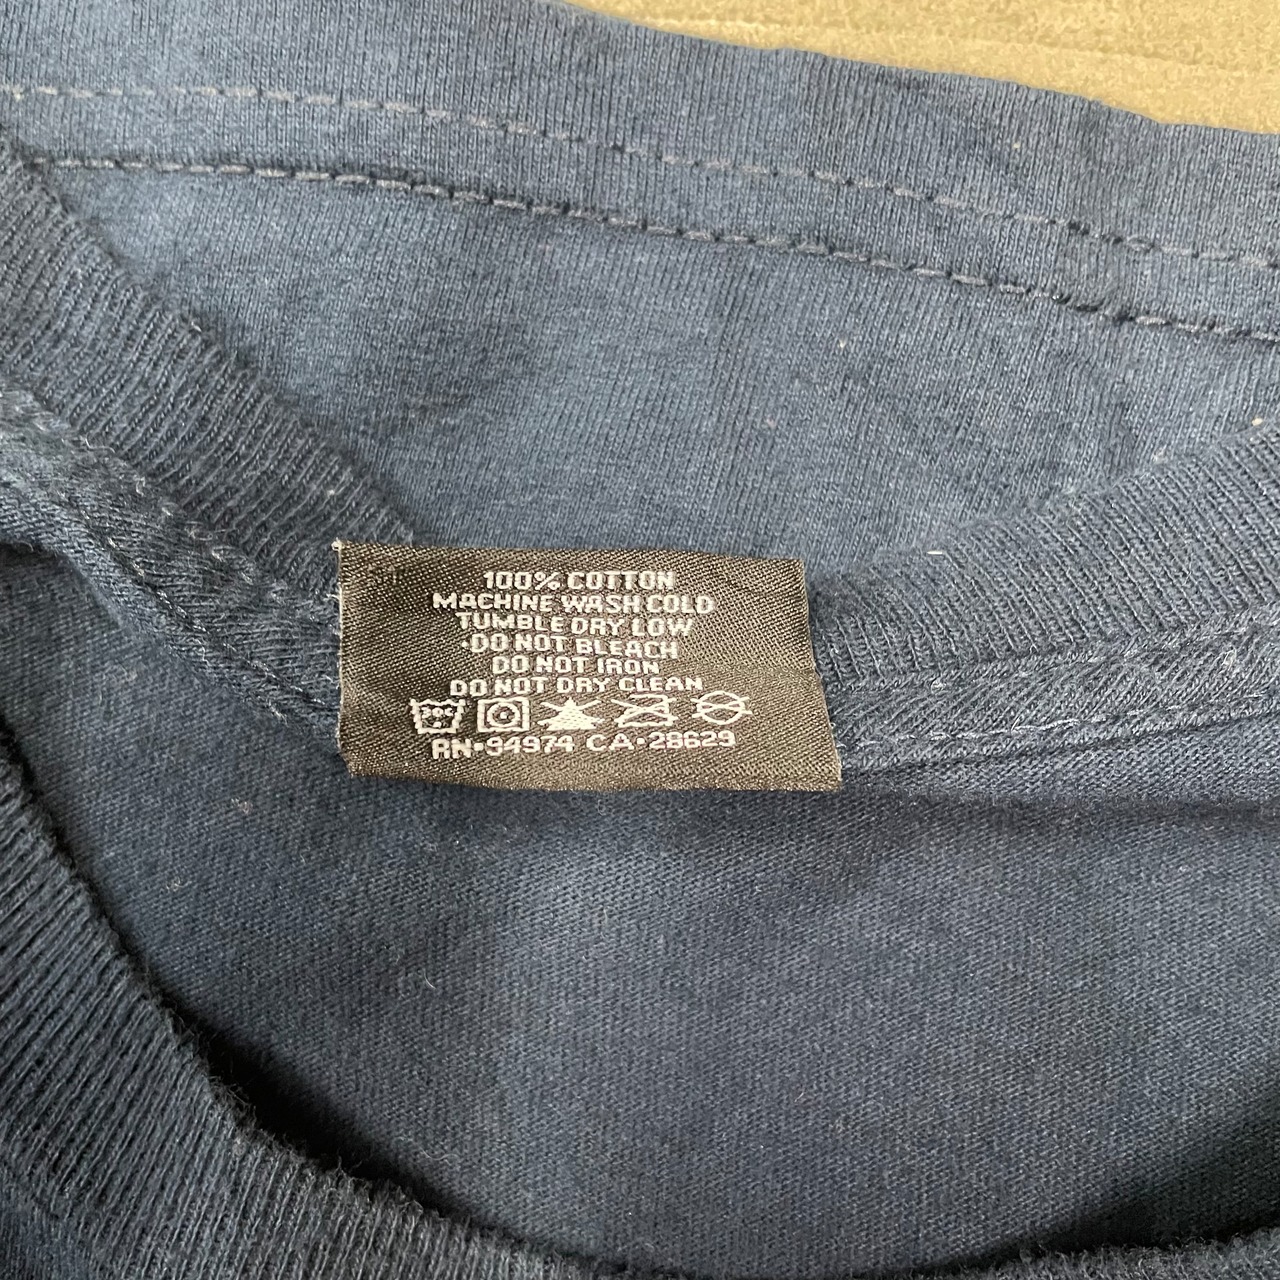 100% COTTON
MACHINE WASH COLD
TUMBLE DRY LOW
•DO NOT BLEACH
DO NOT IRON
DO NOT DRY CLEAN
30C
RN•94974 CA•28629